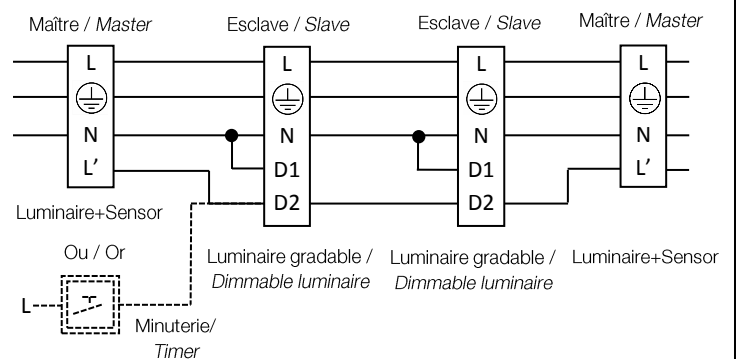 Maître / Master
Esclave / Slave
Esclave / Slave
Maître / Master
L
N
L’
L
N
D1
D2
L
N
D1
D2
L
N
L’
Luminaire+Sensor
Luminaire gradable /
Dimmable luminaire
Luminaire gradable /
Dimmable luminaire
Luminaire+Sensor
Ou / Or
L
Minuterie/
Timer